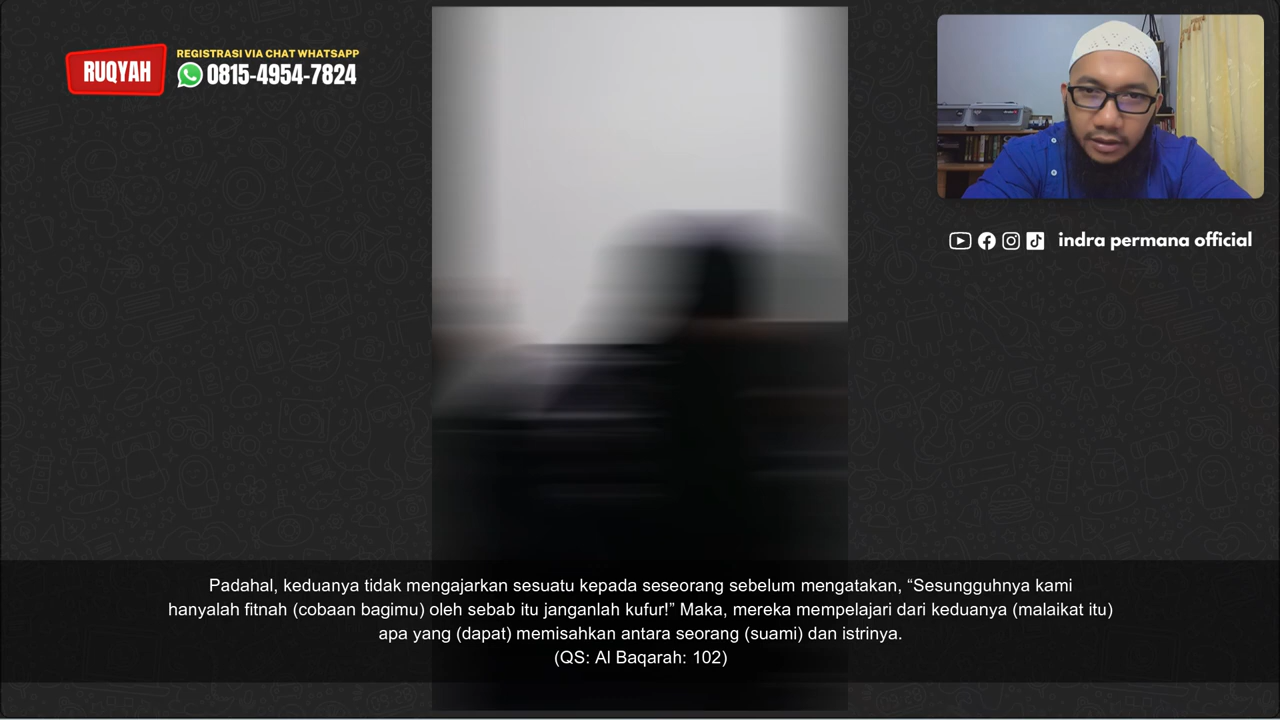 RUQYAH
REGISTRASI VIA CHAT WHATSAPP
0815-4954-7824
indra permana official
Padahal, keduanya tidak mengajarkan sesuatu kepada seseorang sebelum mengatakan, “Sesungguhnya kami
hanyalah fitnah (cobaan bagimu) oleh sebab itu janganlah kufur!” Maka, mereka mempelajari dari keduanya (malaikat itu)
apa yang (dapat) memisahkan antara seorang (suami) dan istrinya.
(QS: Al Baqarah: 102)